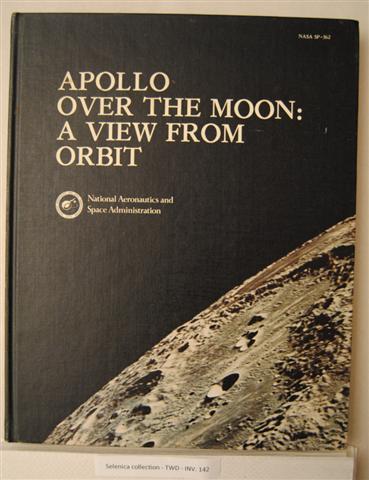 NASA SP-362
APOLLO
OVER THE MOON:
A VIEW FROM
ORBIT
National Aeronautics and
Space Administration
Selenica collection - TWD - INV. 142